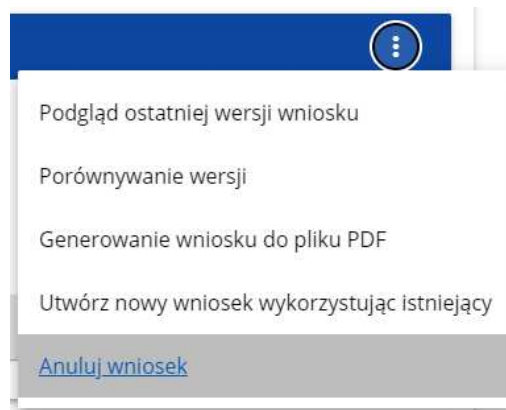 Podgląd ostatniej wersji wniosku
Porównywanie wersji
Generowanie wniosku do pliku PDF
Utwórz nowy wniosek wykorzystując istniejący
Anuluj wniosek